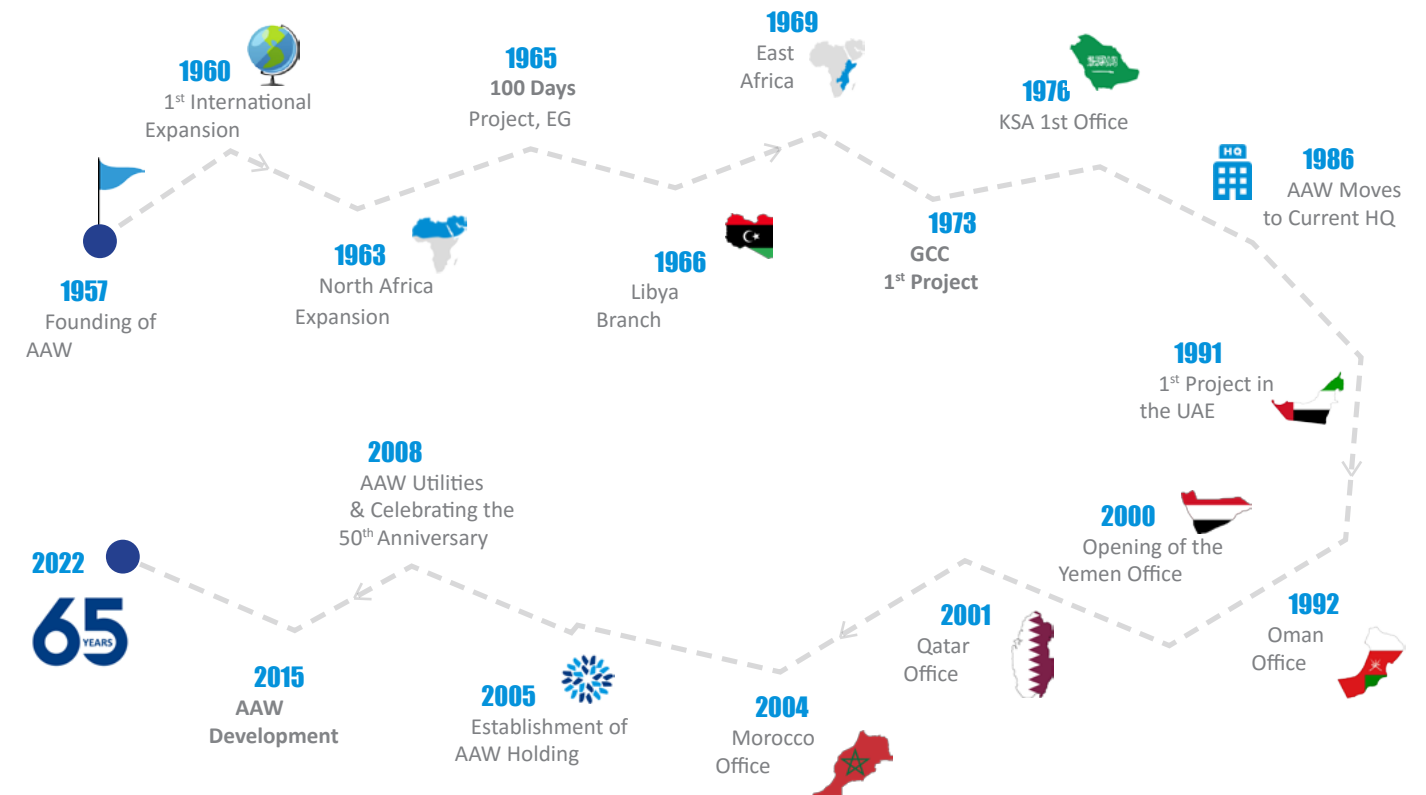 1957
Founding of
AAW
1960
1st International
Expansion
1963
North Africa
Expansion
1965
100 Days
Project, EG
1966
Libya
Branch
1969
East
Africa
1973
GCC
1st Project
1976
KSA 1st Office
HQ
1986
AAW Moves
to Current HQ
1991
1st Project in
the UAE
1992
Oman
Office
2000
Opening of the
Yemen Office
2001
Qatar
Office
2004
Morocco
Office
2005
Establishment of
AAW Holding
2008
AAW Utilities
& Celebrating the
50th Anniversary
2015
AAW
Development
2022
65
YEARS